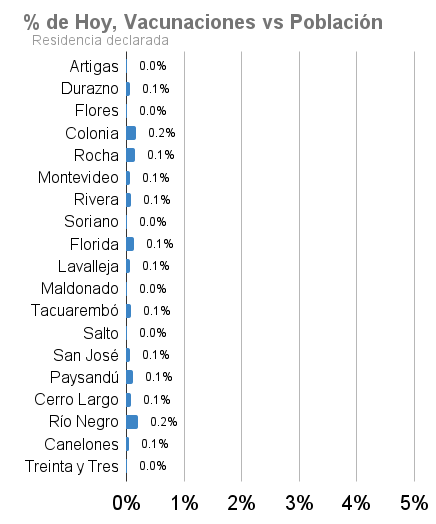 % de Hoy, Vacunaciones vs Población
Residencia declarada
Artigas 0.0%
Durazno 0.1%
Flores 0.0%
Colonia 0.2%
Rocha 0.1%
Montevideo 0.1%
Rivera 0.1%
Soriano 0.0%
Florida 0.1%
Lavalleja 0.1%
Maldonado 0.0%
Tacuarembó 0.1%
Salto 0.0%
San José 0.1%
Paysandú 0.1%
Cerro Largo 0.1%
Río Negro 0.2%
Canelones 0.1%
Treinta y Tres 0.0%
0% 1% 2% 3% 4% 5%